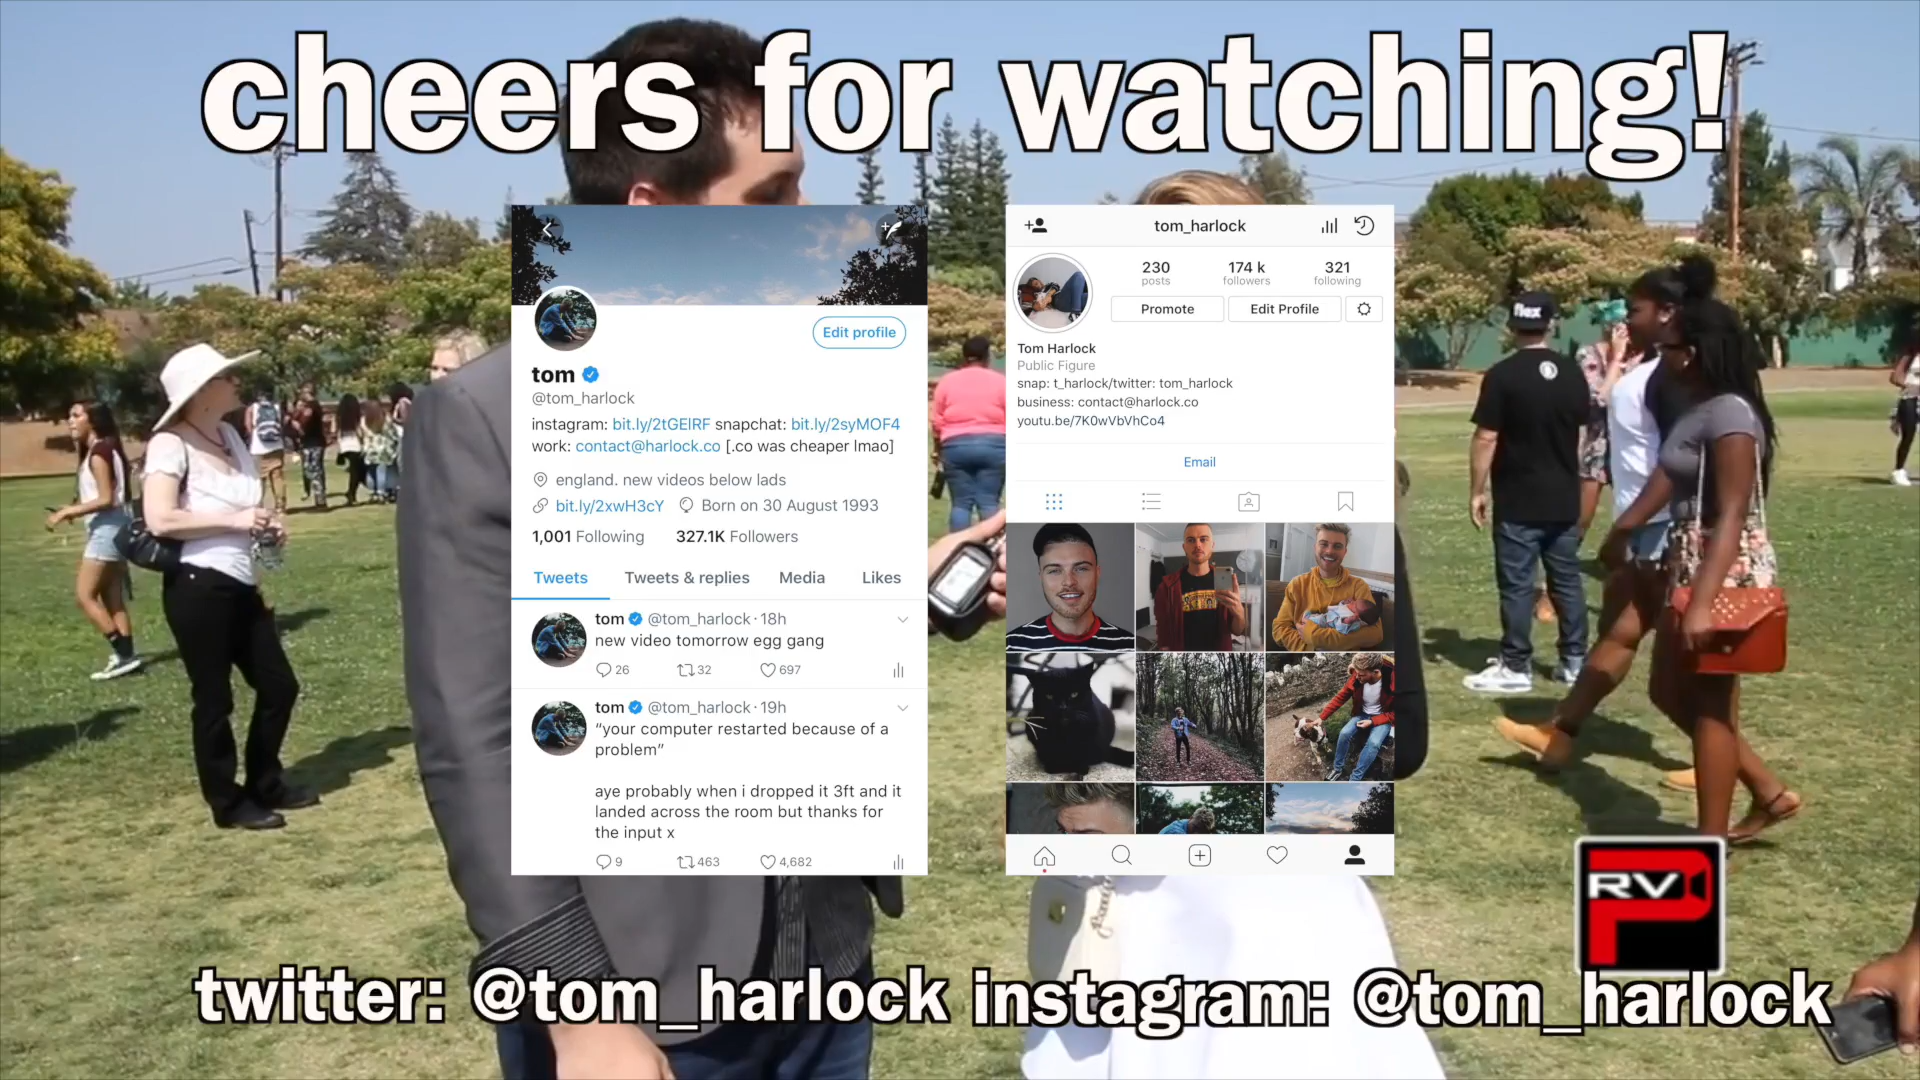 cheers for watching!
Edit profile
tom
@tom_harlock
instagram: bit.ly/2tGElRF snapchat: bit.ly/2syMOF4
work: contact@harlock.co [.co was cheaper lmao]
england. new videos below lads
bit.ly/2xwH3cY Born on 30 August 1993
1,001 Following 327.1K Followers
Tweets Tweets & replies Media Likes
tom @tom_harlock · 18h
new video tomorrow egg gang
26 32 697
tom @tom_harlock · 19h
“your computer restarted because of a
problem”
aye probably when i dropped it 3ft and it
landed across the room but thanks for
the input x
9 463 4,682
tom_harlock
230 174 k 321
posts followers following
Promote Edit Profile
Tom Harlock
Public Figure
snap: t_harlock/twitter: tom_harlock
business: contact@harlock.co
youtu.be/7K0wVbVhCo4
Email
flex
RV
P
twitter: @tom_harlock instagram: @tom_harlock